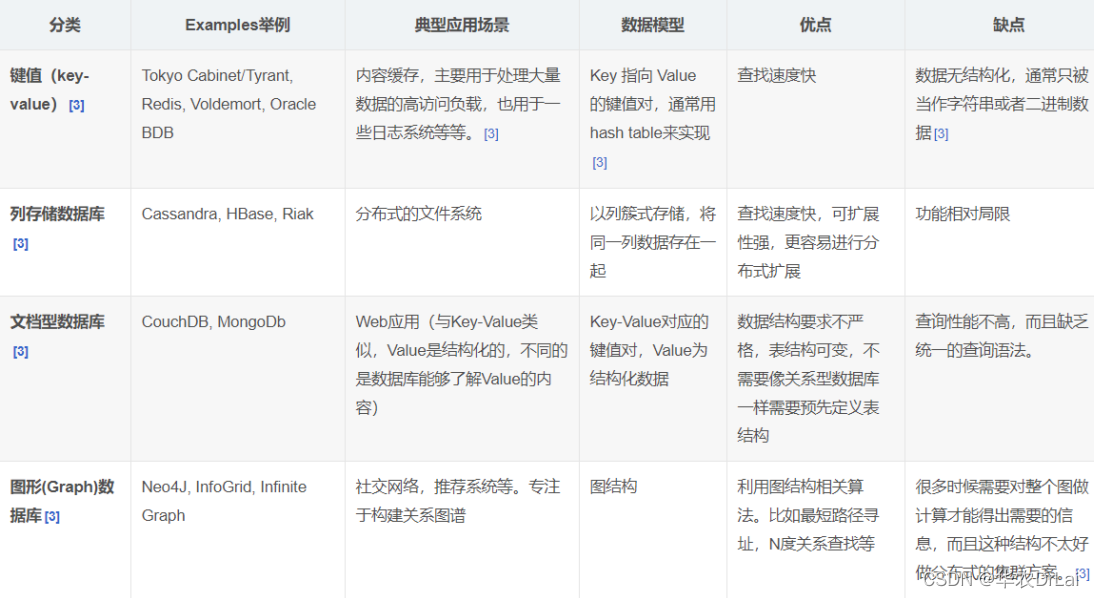 分类 Examples举例 典型应用场景 数据模型 优点 缺点
键值（key-
value）[3]
Tokyo Cabinet/Tyrant,
Redis, Voldemort, Oracle
BDB
内容缓存，主要用于处理大量
数据的高访问负载，也用于一
些日志系统等等。[3]
Key 指向 Value
的键值对，通常用
hash table来实现
[3]
查找速度快
数据无结构化，通常只被
当作字符串或者二进制数
据[3]
列存储数据库
[3]
Cassandra, HBase, Riak
分布式的文件系统
以列簇式存储，将
同一列数据存在一
起
查找速度快，可扩展
性强，更容易进行分
布式扩展
功能相对局限
文档型数据库
[3]
CouchDB, MongoDb
Web应用（与Key-Value类
似，Value是结构化的，不同的
是数据库能够了解Value的内
容）
Key-Value对应的
键值对，Value为
结构化数据
数据结构要求不严
格，表结构可变，不
需要像关系型数据库
一样需要预先定义表
结构
查询性能不高，而且缺乏
统一的查询语法。
图形(Graph)数
据库[3]
Neo4J, InfoGrid, Infinite
Graph
社交网络，推荐系统等。专注
于构建关系图谱
图结构
利用图结构相关算
法。比如最短路径寻
址，N度关系查找等
很多时候需要对整个图做
计算才能得出需要的信
息，而且这种结构不太好
做分布式的集群方案。[3]
CSDN @华农DrLai